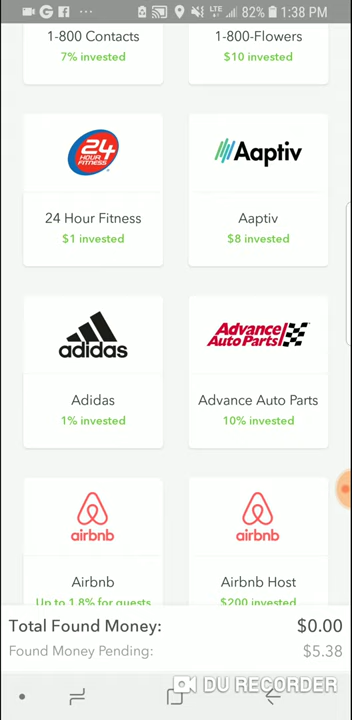 LTE 82% 1:38 PM
1-800 Contacts
7% invested
1-800-Flowers
$10 invested
24 HOUR FITNESS
Aaptiv
24 Hour Fitness
$1 invested
Aaptiv
$8 invested
adidas
Advance Auto Parts
Adidas
1% invested
Advance Auto Parts
10% invested
airbnb
airbnb
Airbnb
Up to 1.8% for guests
Airbnb Host
$200 invested
Total Found Money: $0.00
Found Money Pending: $5.38
DU RECORDER